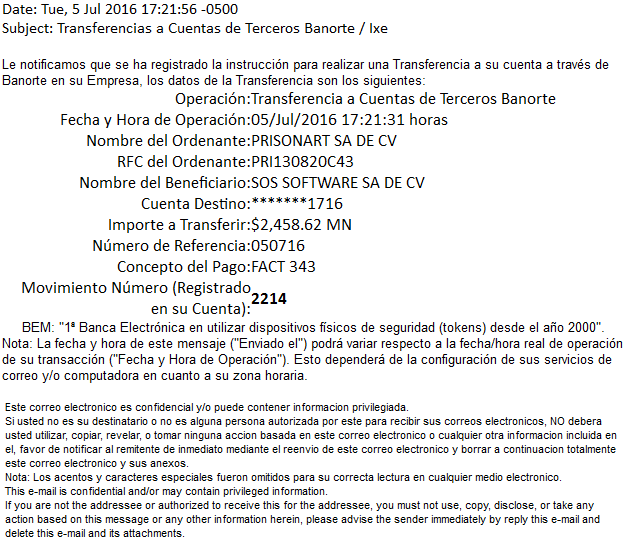 Date: Tue, 5 Jul 2016 17:21:56 -0500
Subject: Transferencias a Cuentas de Terceros Banorte / Ixe
Le notificamos que se ha registrado la instrucción para realizar una Transferencia a su cuenta a través de
Banorte en su Empresa, los datos de la Transferencia son los siguientes:
Operación:Transferencia a Cuentas de Terceros Banorte
Fecha y Hora de Operación:05/Jul/2016 17:21:31 horas
Nombre del Ordenante:PRISONART SA DE CV
RFC del Ordenante:PRI130820C43
Nombre del Beneficiario:SOS SOFTWARE SA DE CV
Cuenta Destino:*******1716
Importe a Transferir:$2,458.62 MN
Número de Referencia:050716
Concepto del Pago:FACT 343
Movimiento Número (Registrado
en su Cuenta):2214
BEM: "1ª Banca Electrónica en utilizar dispositivos físicos de seguridad (tokens) desde el año 2000".
Nota: La fecha y hora de este mensaje ("Enviado el") podrá variar respecto a la fecha/hora real de operación
de su transacción ("Fecha y Hora de Operación"). Esto dependerá de la configuración de sus servicios de
correo y/o computadora en cuanto a su zona horaria.
Este correo electronico es confidencial y/o puede contener informacion privilegiada.
Si usted no es su destinatario o no es alguna persona autorizada por este para recibir sus correos electronicos, NO debera
usted utilizar, copiar, revelar, o tomar ninguna accion basada en este correo electronico o cualquier otra informacion incluida en
el, favor de notificar al remitente de inmediato mediante el reenvio de este correo electronico y borrar a continuacion totalmente
este correo electronico y sus anexos.
Nota: Los acentos y caracteres especiales fueron omitidos para su correcta lectura en cualquier medio electronico.
This e-mail is confidential and/or may contain privileged information.
If you are not the addressee or authorized to receive this for the addressee, you must not use, copy, disclose, or take any
action based on this message or any other information herein, please advise the sender immediately by reply this e-mail and
delete this e-mail and its attachments.